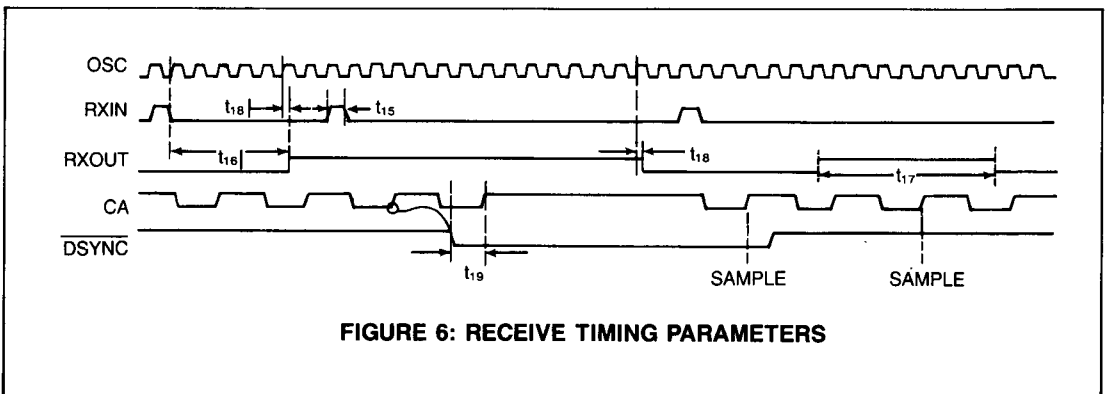 OSC
RXIN
t18
t15
RXOUT
t16
t18
t17
CA
DSYNC
t19
SAMPLE
SAMPLE
FIGURE 6: RECEIVE TIMING PARAMETERS